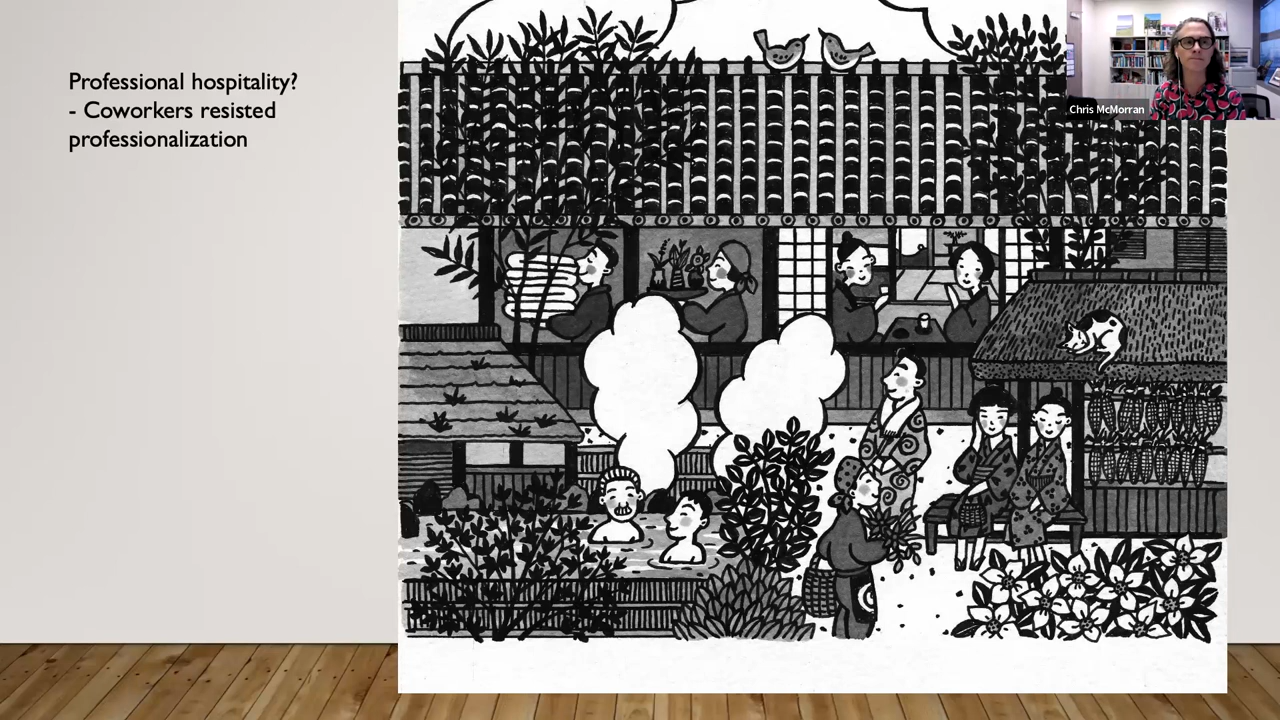 Professional hospitality?
- Coworkers resisted
professionalization
Chris McMorran